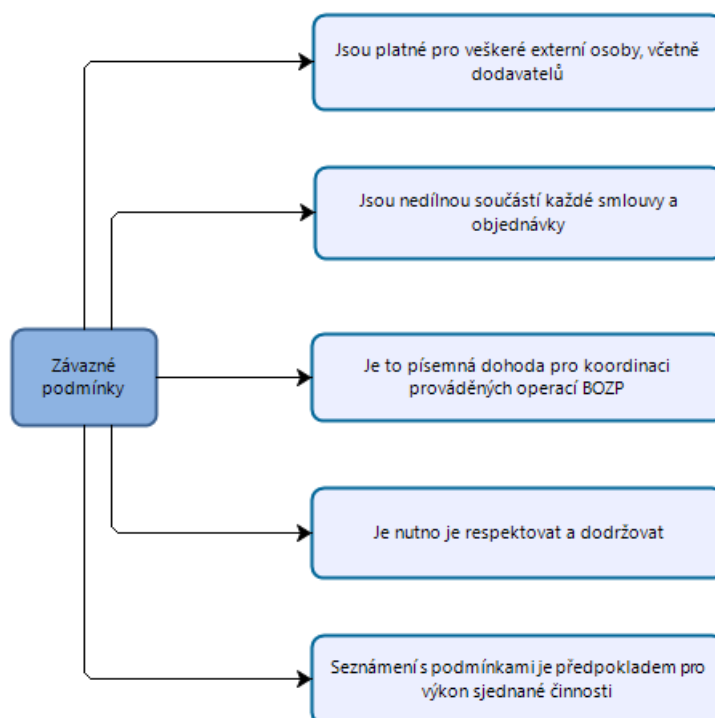 Jsou platné pro veškeré externí osoby, včetně
dodavatelů
Jsou nedílnou součástí každé smlouvy a
objednávky
Závazné
podmínky
Je to písemná dohoda pro koordinaci
prováděných operací BOZP
Je nutno je respektovat a dodržovat
Seznámení s podmínkami je předpokladem pro
výkon sjednané činnosti